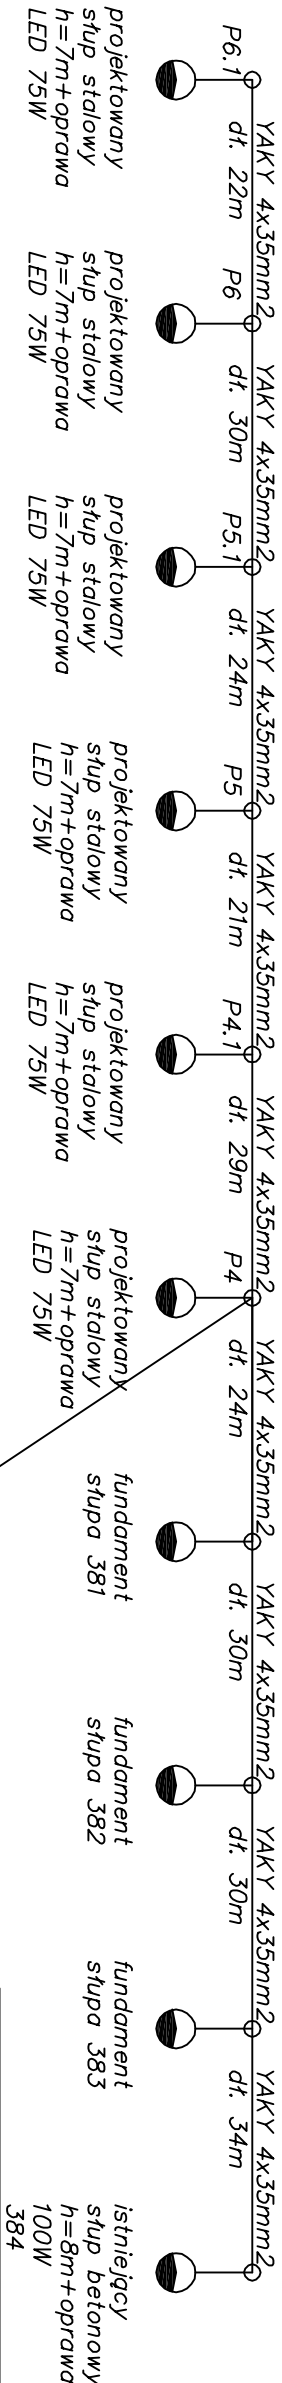 YAKY 4x35mm2 YAKY 4x35mm2 YAKY 4x35mm2 YAKY 4x35mm2 YAKY 4x35mm2 YAKY 4x35mm2 YAKY 4x35mm2 YAKY 4x35mm2 YAKY 4x35mm2
P6.1 dł. 22m P6 dł. 30m P5.1 dł. 24m P5 dł. 21m P4.1 dł. 29m P4 dł. 24m dł. 30m dł. 30m dł. 34m
projektowany
słup stalowy
h=7m+oprawa
LED 75W
projektowany
słup stalowy
h=7m+oprawa
LED 75W
projektowany
słup stalowy
h=7m+oprawa
LED 75W
projektowany
słup stalowy
h=7m+oprawa
LED 75W
projektowany
słup stalowy
h=7m+oprawa
LED 75W
projektowany
słup stalowy
h=7m+oprawa
LED 75W
fundament
słupa 381
fundament
słupa 382
fundament
słupa 383
istniejący
słup betonowy
h=8m+oprawa
100W
384